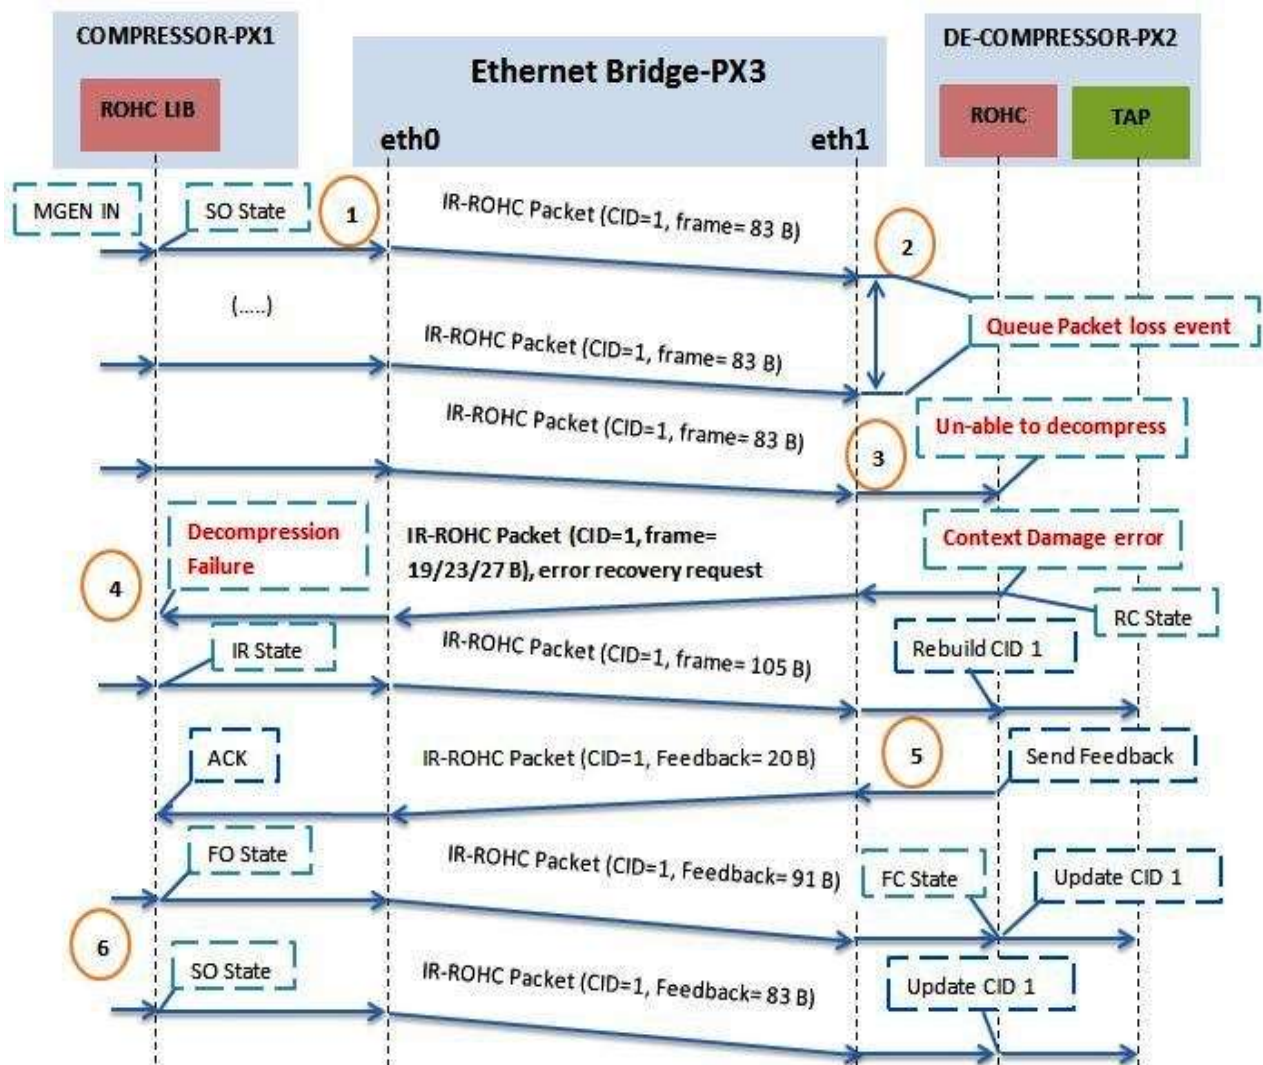 COMPRESSOR-PX1
Ethernet Bridge-PX3
DE-COMPRESSOR-PX2
ROHC LIB
ROHC
TAP
eth0
eth1
MGEN IN
SO State
1
IR-ROHC Packet (CID=1, frame= 83 B)
2
(.....)
Queue Packet loss event
IR-ROHC Packet (CID=1, frame= 83 B)
IR-ROHC Packet (CID=1, frame= 83 B)
Un-able to decompress
3
Decompression
Failure
IR-ROHC Packet (CID=1, frame=
19/23/27 B), error recovery request
Context Damage error
4
RC State
IR State
IR-ROHC Packet (CID=1, frame= 105 B)
Rebuild CID 1
ACK
IR-ROHC Packet (CID=1, Feedback= 20 B)
5
Send Feedback
FO State
IR-ROHC Packet (CID=1, Feedback= 91 B)
FC State
Update CID 1
6
SO State
IR-ROHC Packet (CID=1, Feedback= 83 B)
Update CID 1